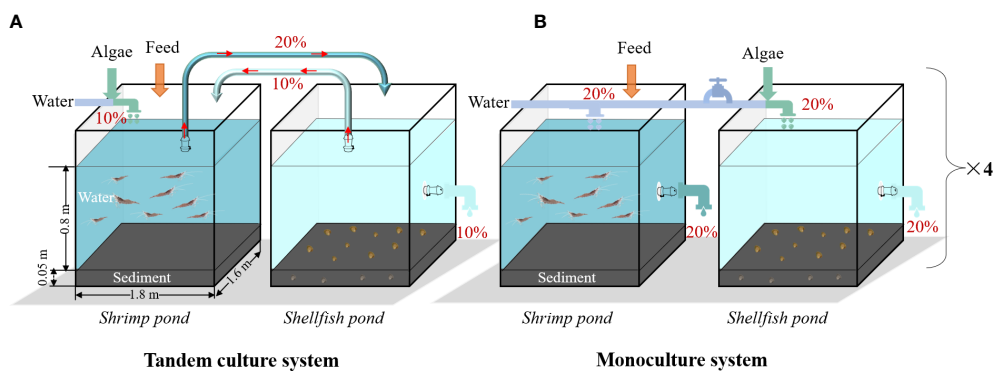 A
Algae
Feed
20%
10%
Water
10%
Water
0.8 m
0.05 m
Sediment
1.8 m
1.6 m
10%
Shrimp pond
Shellfish pond
Tandem culture system
B
Feed
Algae
Water
20%
20%
×4
20%
20%
Sediment
Shrimp pond
Shellfish pond
Monoculture system